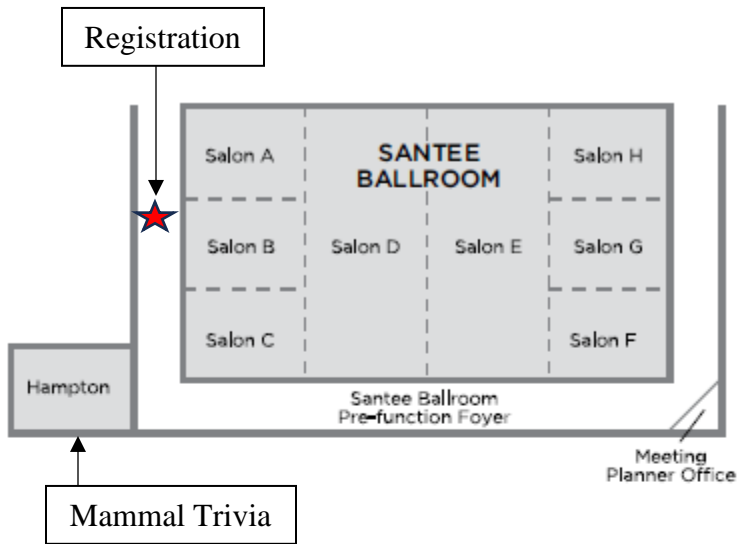 Registration
Salon A
SANTEE
BALLROOM
Salon H
Salon B
Salon D
Salon E
Salon G
Salon C
Salon F
Hampton
Santee Ballroom
Pre-function Foyer
Meeting
Planner Office
Mammal Trivia